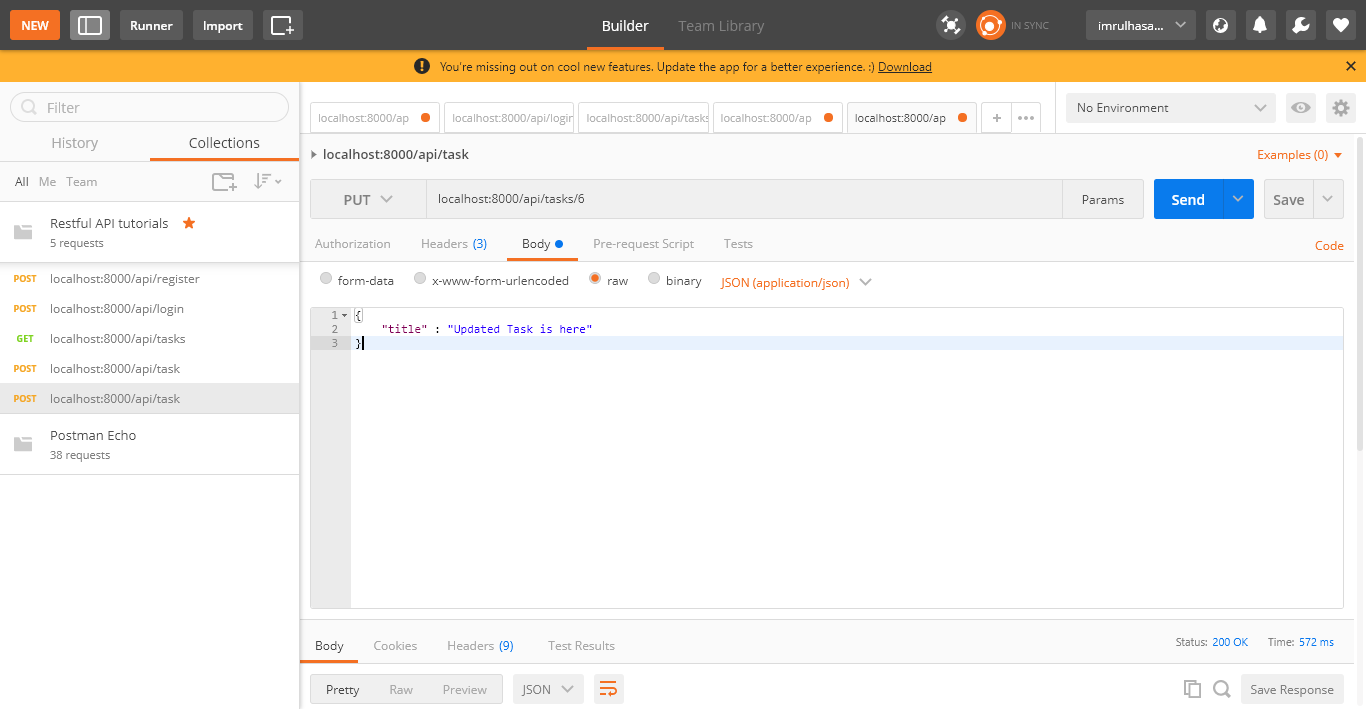 NEW Runner Import Builder Team Library IN SYNC imrulhasa...
You're missing out on cool new features. Update the app for a better experience. :) Download
Filter
History Collections
All Me Team
Restful API tutorials
5 requests
POST localhost:8000/api/register
POST localhost:8000/api/login
GET localhost:8000/api/tasks
POST localhost:8000/api/task
POST localhost:8000/api/task
Postman Echo
38 requests
localhost:8000/ap localhost:8000/api/login localhost:8000/api/tasks localhost:8000/ap localhost:8000/ap + ••• No Environment
localhost:8000/api/task Examples (0)
PUT localhost:8000/api/tasks/6 Params Send Save
Authorization Headers (3) Body Pre-request Script Tests Code
form-data x-www-form-urlencoded raw binary JSON (application/json)
1 {
2 "title" : "Updated Task is here"
3 }
Body Cookies Headers (9) Test Results Status: 200 OK Time: 572 ms
Pretty Raw Preview JSON Save Response